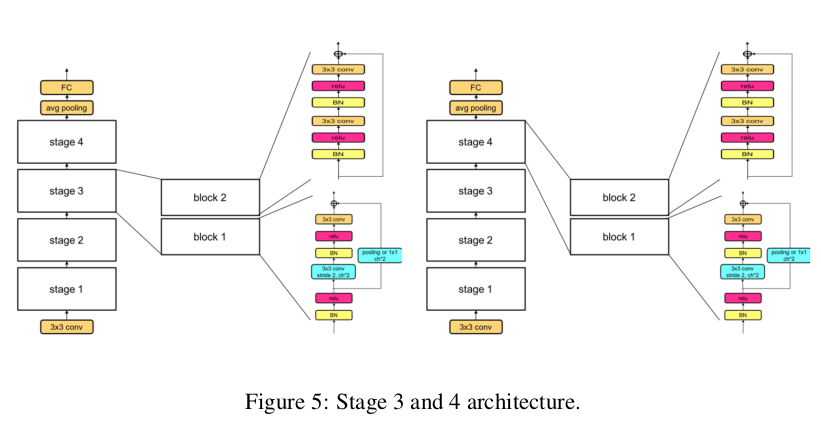 FC
avg pooling
stage 4
stage 3
stage 2
stage 1
3x3 conv
block 2
block 1
3x3 conv
relu
BN
3x3 conv
relu
BN
3x3 conv
relu
BN
3x3 conv
stride 2, ch*2
relu
BN
pooling or 1x1
ch*2
FC
avg pooling
stage 4
stage 3
stage 2
stage 1
3x3 conv
block 2
block 1
3x3 conv
relu
BN
3x3 conv
relu
BN
3x3 conv
relu
BN
3x3 conv
stride 2, ch*2
relu
BN
pooling or 1x1
ch*2
Figure 5: Stage 3 and 4 architecture.